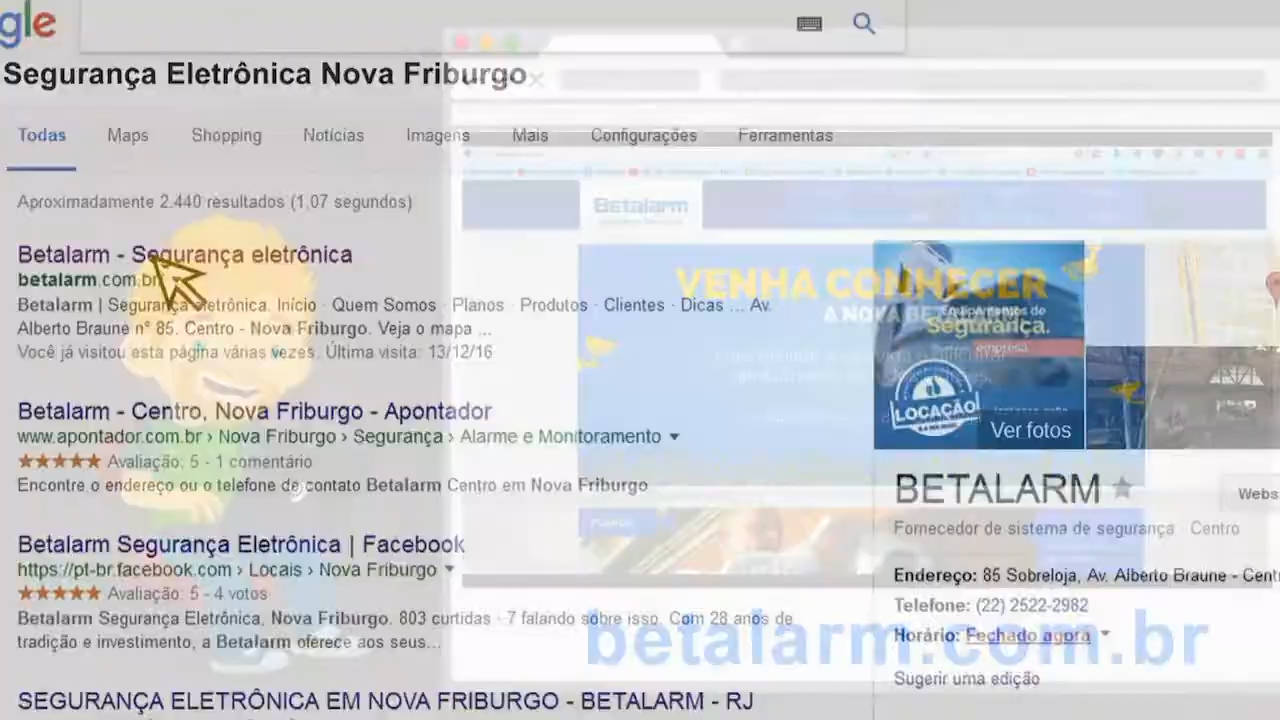 gle
Segurança Eletrônica Nova Friburgo
Todas Maps Shopping Notícias Imagens Mais Configurações Ferramentas
Aproximadamente 2.440 resultados (1,07 segundos)
Betalarm - Segurança eletrônica
betalarm.com.br
Betalarm | Segurança eletrônica. Início · Quem Somos · Planos · Produtos · Clientes · Dicas ... Av.
Alberto Braune n° 85. Centro - Nova Friburgo. Veja o mapa ...
Você já visitou esta página várias vezes. Última visita: 13/12/16
Betalarm - Centro, Nova Friburgo - Apontador
www.apontador.com.br › Nova Friburgo › Segurança › Alarme e Monitoramento
Avaliação: 5 - 1 comentário
Encontre o endereço ou o telefone de contato Betalarm Centro em Nova Friburgo
Betalarm Segurança Eletrônica | Facebook
https://pt-br.facebook.com › Locais › Nova Friburgo
Avaliação: 5 - 4 votos
Betalarm Segurança Eletrônica, Nova Friburgo. 803 curtidas · 7 falando sobre isso. Com 28 anos de
tradição e investimento, a Betalarm oferece aos seus...
SEGURANÇA ELETRÔNICA EM NOVA FRIBURGO - BETALARM - RJ
Betalarm
VENHA CONHECER
A NOVA BETALARM
Equipamentos de
Segurança.
empresa
LOCAÇÃO
Ver fotos
BETALARM
Webs
Fornecedor de sistema de segurança · Centro
Endereço: 85 Sobreloja, Av. Alberto Braune - Cent
Telefone: (22) 2522-2982
Horário: Fechado agora
Sugerir uma edição
betalarm.com.br